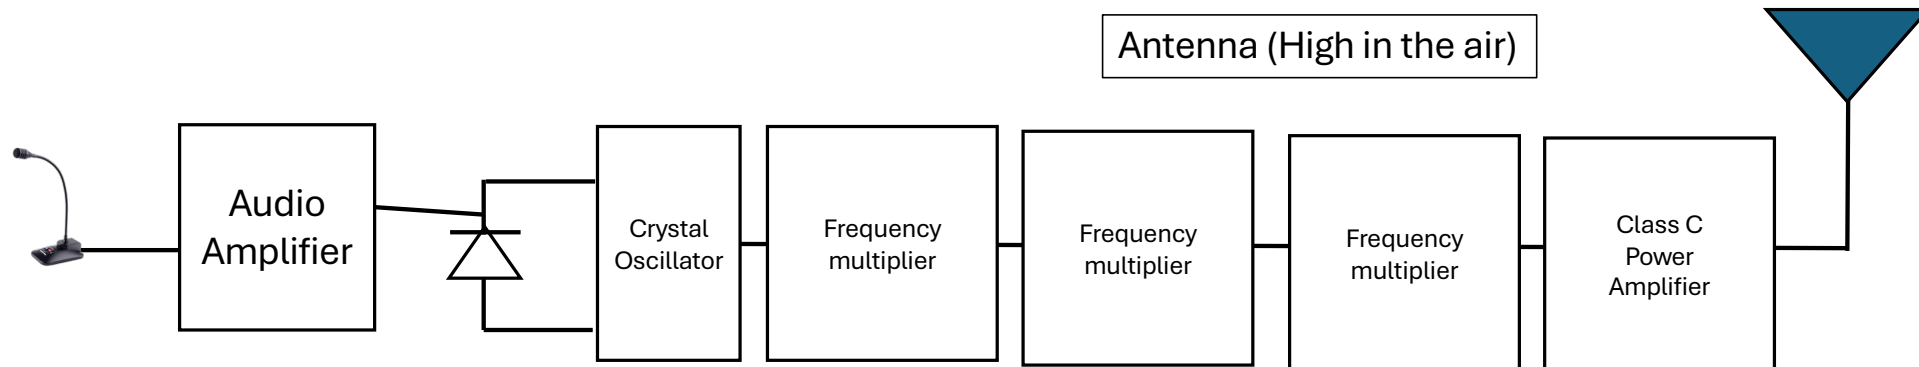 Antenna (High in the air)
Audio
Amplifier
Crystal
Oscillator
Frequency
multiplier
Frequency
multiplier
Frequency
multiplier
Class C
Power
Amplifier